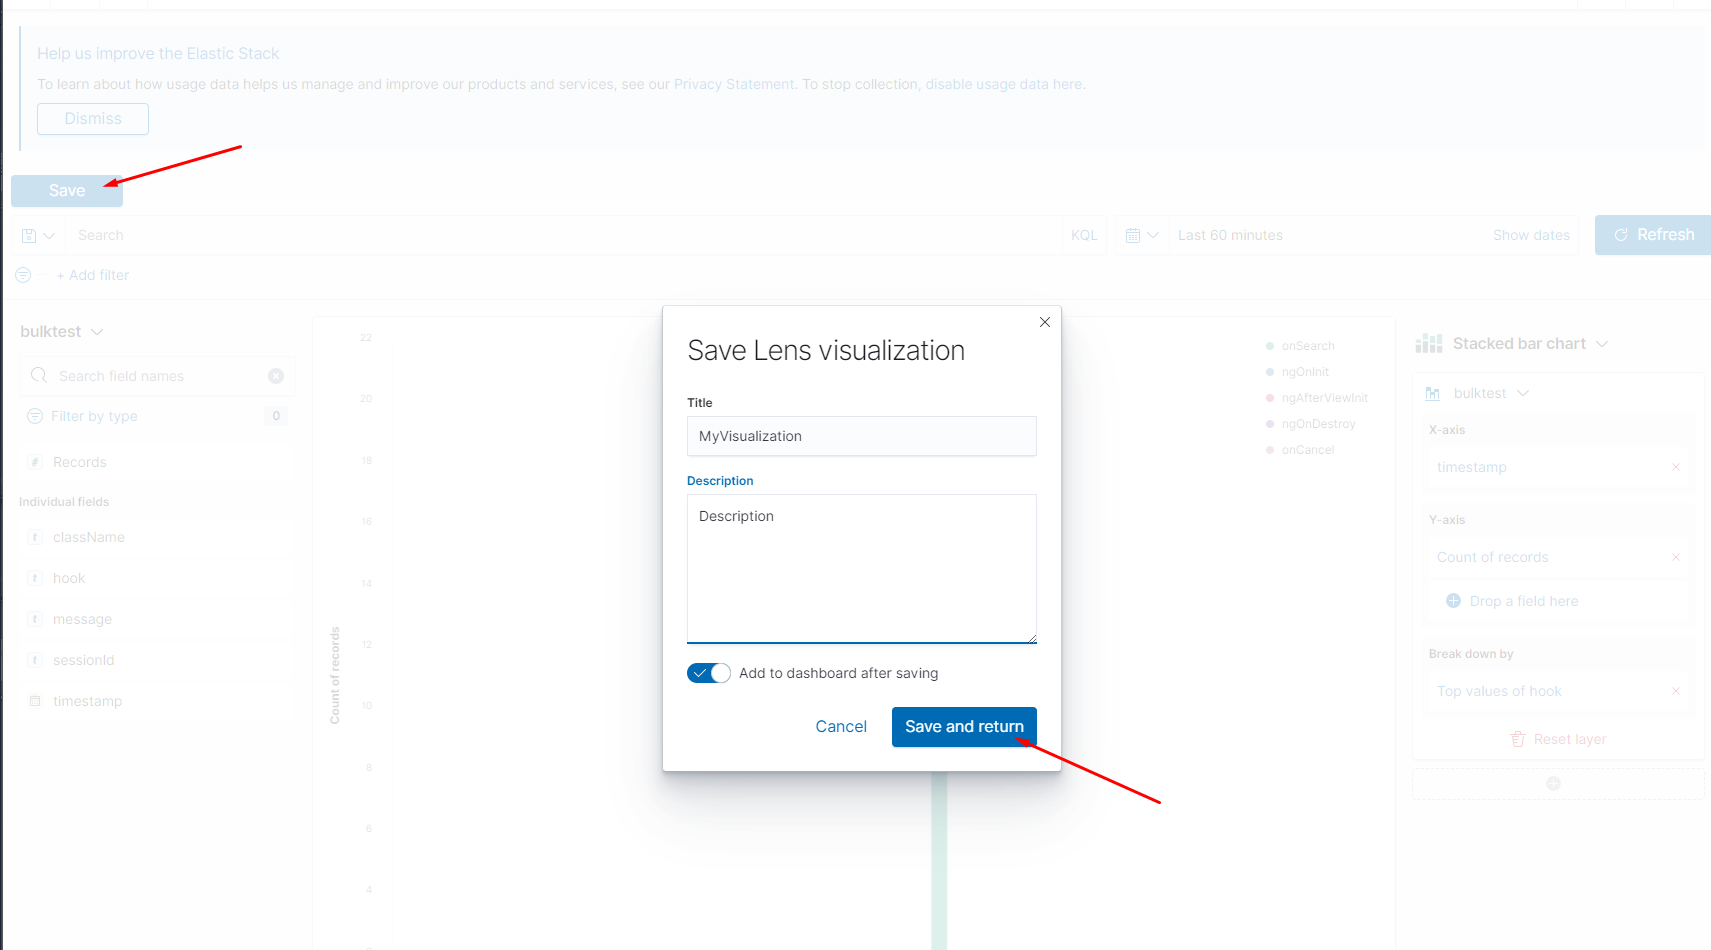 Help us improve the Elastic Stack
To learn about how usage data helps us manage and improve our products and services, see our Privacy Statement. To stop collection, disable usage data here.
Dismiss
Save
Search
KQL
Last 60 minutes
Show dates
Refresh
+ Add filter
bulktest
Search field names
Filter by type
0
Records
Individual fields
className
hook
message
sessionId
timestamp
22
20
18
16
14
12
10
8
6
4
Count of records
onSearch
ngOnInit
ngAfterViewInit
ngOnDestroy
onCancel
Save Lens visualization
Title
MyVisualization
Description
Description
Add to dashboard after saving
Cancel
Save and return
Stacked bar chart
bulktest
X-axis
timestamp
Y-axis
Count of records
Drop a field here
Break down by
Top values of hook
Reset layer